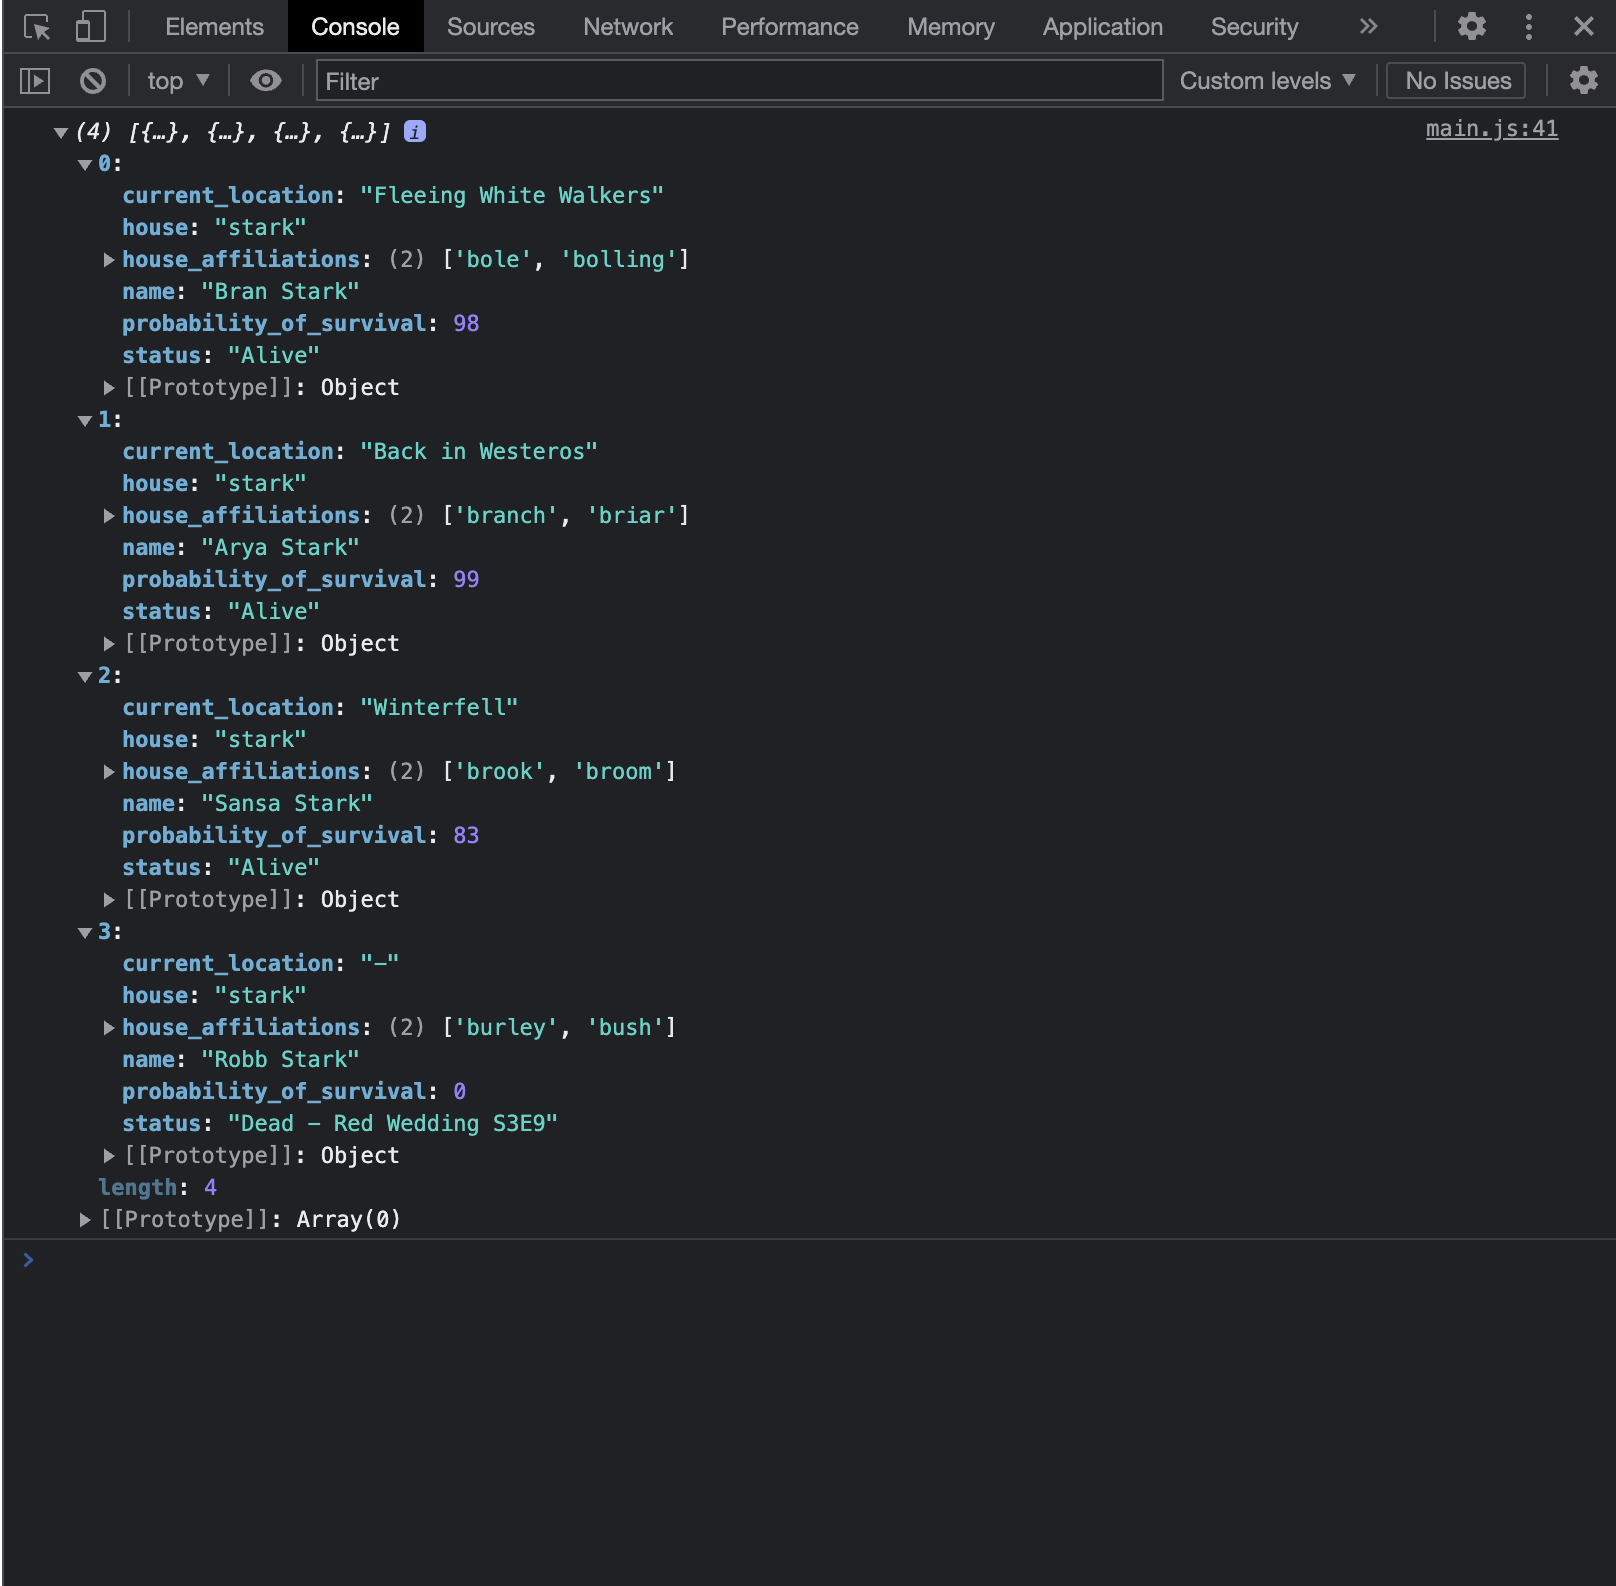 Elements Console Sources Network Performance Memory Application Security »
top ▼ Filter Custom levels ▼ No Issues
▼(4) [{…}, {…}, {…}, {…}] i main.js:41
▼0:
current_location: "Fleeing White Walkers"
house: "stark"
▶house_affiliations: (2) ['bole', 'bolling']
name: "Bran Stark"
probability_of_survival: 98
status: "Alive"
▶[[Prototype]]: Object
▼1:
current_location: "Back in Westeros"
house: "stark"
▶house_affiliations: (2) ['branch', 'briar']
name: "Arya Stark"
probability_of_survival: 99
status: "Alive"
▶[[Prototype]]: Object
▼2:
current_location: "Winterfell"
house: "stark"
▶house_affiliations: (2) ['brook', 'broom']
name: "Sansa Stark"
probability_of_survival: 83
status: "Alive"
▶[[Prototype]]: Object
▼3:
current_location: "-"
house: "stark"
▶house_affiliations: (2) ['burley', 'bush']
name: "Robb Stark"
probability_of_survival: 0
status: "Dead - Red Wedding S3E9"
▶[[Prototype]]: Object
length: 4
▶[[Prototype]]: Array(0)
>